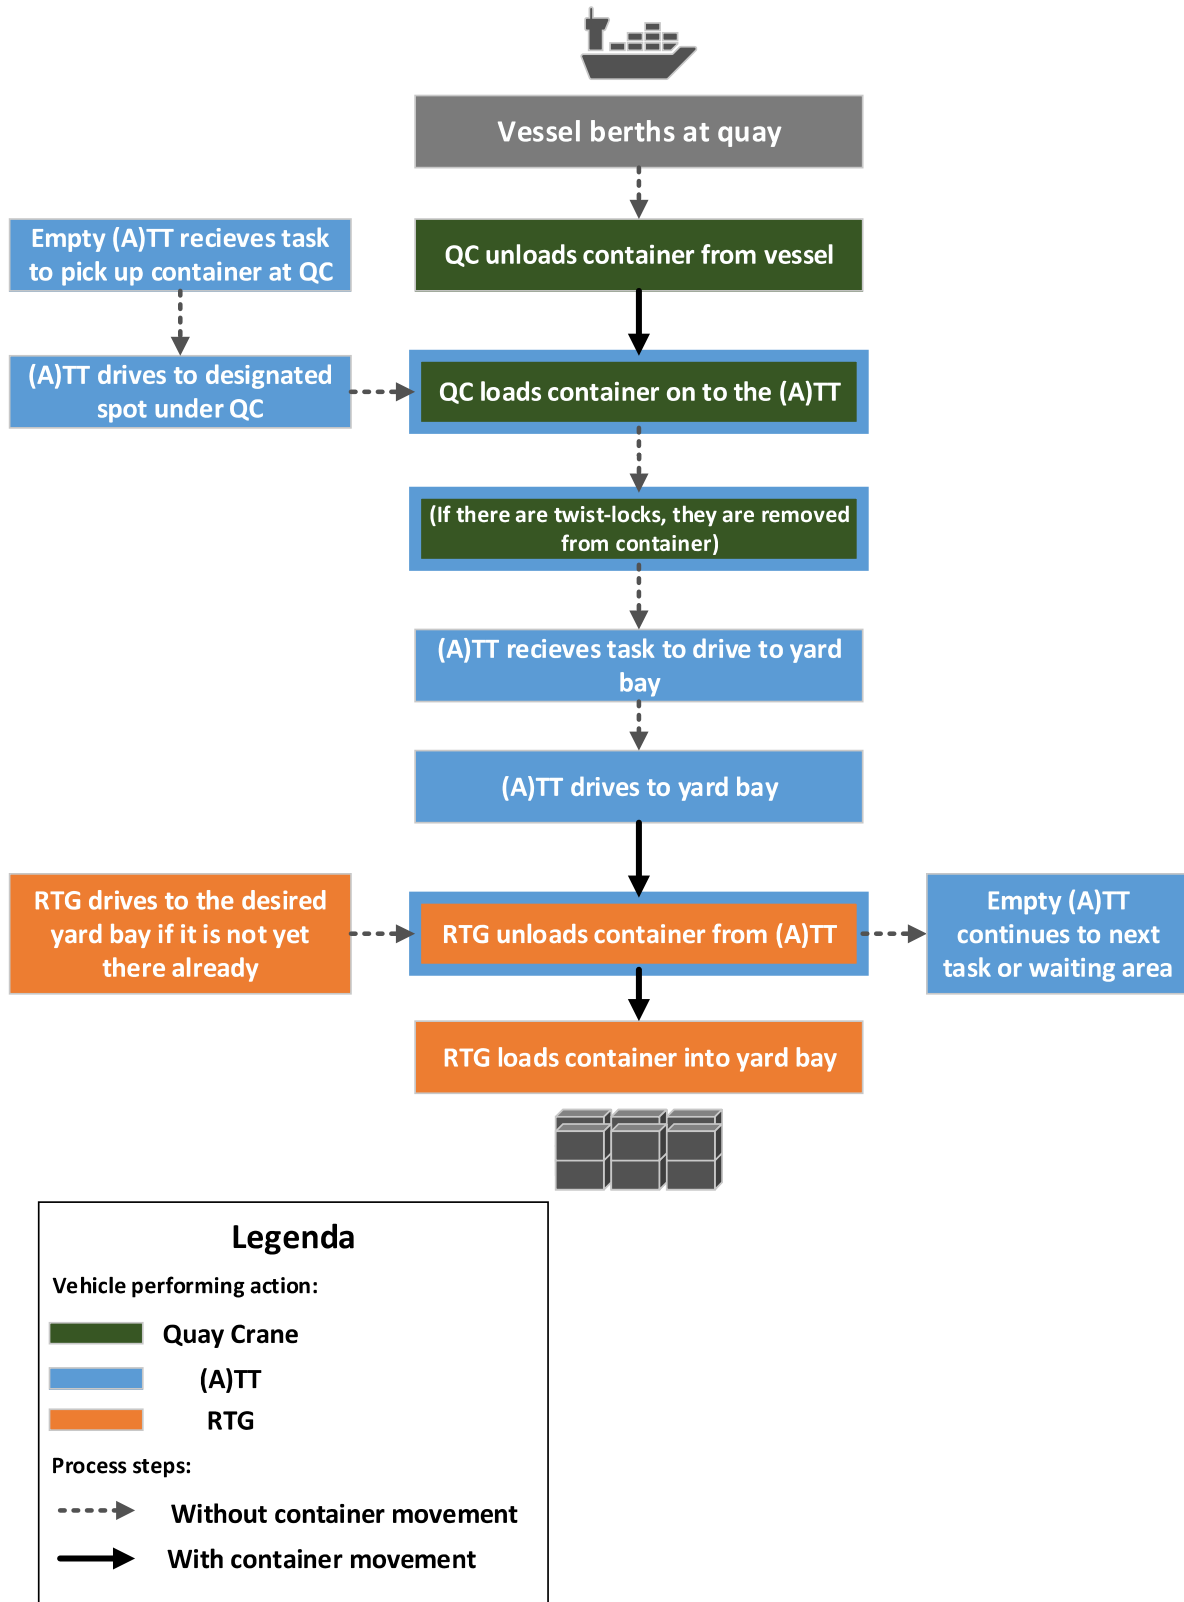 Vessel berths at quay
Empty (A)TT recieves task
to pick up container at QC
QC unloads container from vessel
(A)TT drives to designated
spot under QC
QC loads container on to the (A)TT
(If there are twist-locks, they are removed
from container)
(A)TT recieves task to drive to yard
bay
(A)TT drives to yard bay
RTG drives to the desired
yard bay if it is not yet
there already
RTG unloads container from (A)TT
Empty (A)TT
continues to next
task or waiting area
RTG loads container into yard bay
Legenda
Vehicle performing action:
Quay Crane
(A)TT
RTG
Process steps:
Without container movement
With container movement